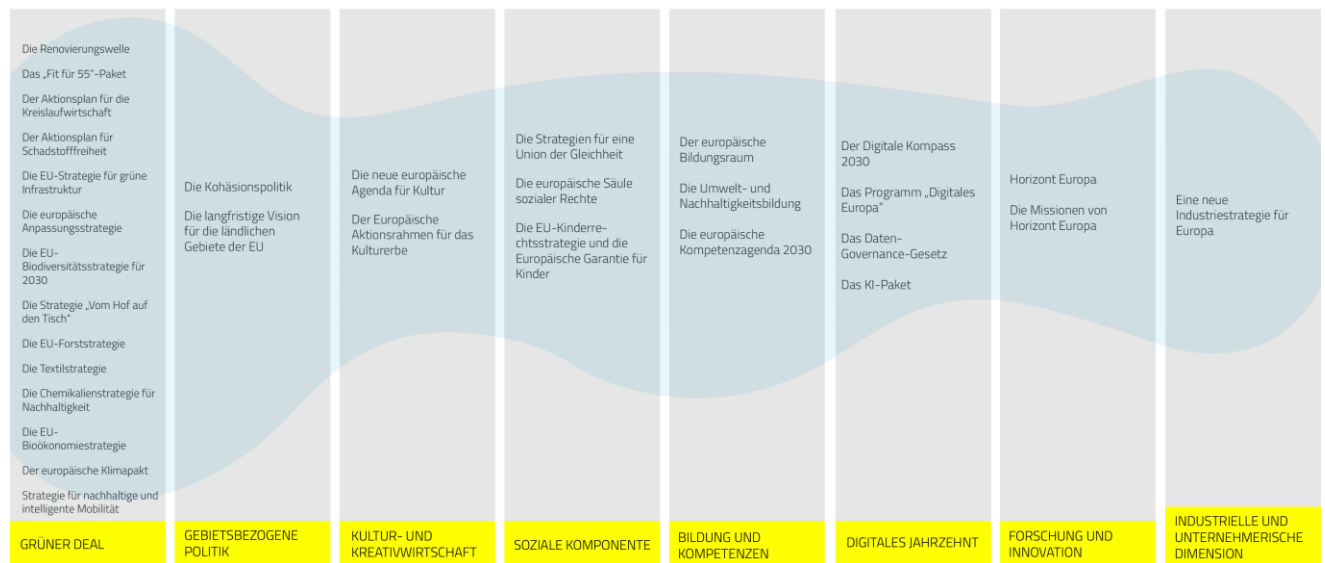 Die Renovierungswelle
Das „Fit für 55“-Paket
Der Aktionsplan für die
Kreislaufwirtschaft
Der Aktionsplan für
Schadstofffreiheit
Die EU-Strategie für grüne
Infrastruktur
Die europäische
Anpassungsstrategie
Die EU-
Biodiversitätsstrategie für
2030
Die Strategie „Vom Hof auf
den Tisch“
Die EU-Forststrategie
Die Textilstrategie
Die Chemikalienstrategie für
Nachhaltigkeit
Die EU-
Bioökonomiestrategie
Der europäische Klimapakt
Strategie für nachhaltige und
intelligente Mobilität
GRÜNER DEAL
Die Kohäsionspolitik
Die langfristige Vision
für die ländlichen
Gebiete der EU
GEBIETSBEZOGENE
POLITIK
Die neue europäische
Agenda für Kultur
Der Europäische
Aktionsrahmen für das
Kulturerbe
KULTUR- UND
KREATIVWIRTSCHAFT
Die Strategien für eine
Union der Gleichheit
Die europäische Säule
sozialer Rechte
Die EU-Kinderre-
chtsstrategie und die
Europäische Garantie für
Kinder
SOZIALE KOMPONENTE
Der europäische
Bildungsraum
Die Umwelt- und
Nachhaltigkeitsbildung
Die europäische
Kompetenzagenda 2030
BILDUNG UND
KOMPETENZEN
Der Digitale Kompass
2030
Das Programm „Digitales
Europa“
Das Daten-
Governance-Gesetz
Das KI-Paket
DIGITALES JAHRZEHNT
Horizont Europa
Die Missionen von
Horizont Europa
FORSCHUNG UND
INNOVATION
Eine neue
Industriestrategie für
Europa
INDUSTRIELLE UND
UNTERNEHMERISCHE
DIMENSION